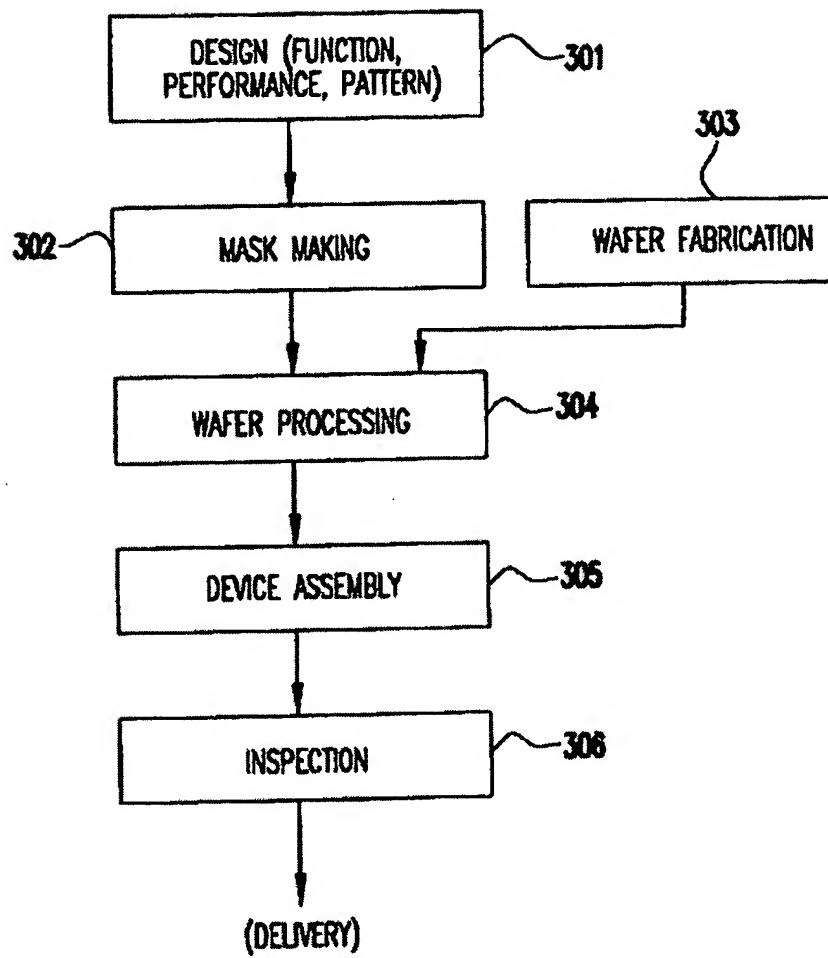 DESIGN (FUNCTION,
PERFORMANCE, PATTERN)
301
303
302
MASK MAKING
WAFER FABRICATION
WAFER PROCESSING
304
DEVICE ASSEMBLY
305
INSPECTION
306
(DELIVERY)